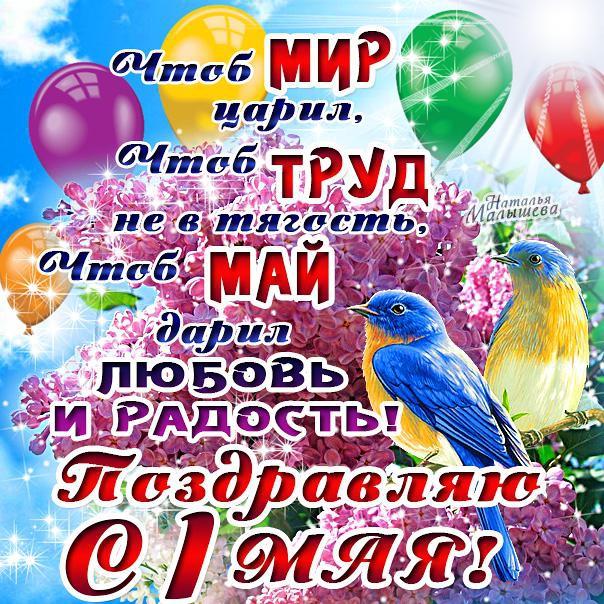 Чтоб МИР
царил,
Чтоб ТРУД
не в тягость,
Чтоб МАЙ
дарил
ЛЮБОВЬ
И РАДОСТЬ!
Поздравляю
С 1 МАЯ!
Наталья
Малышева